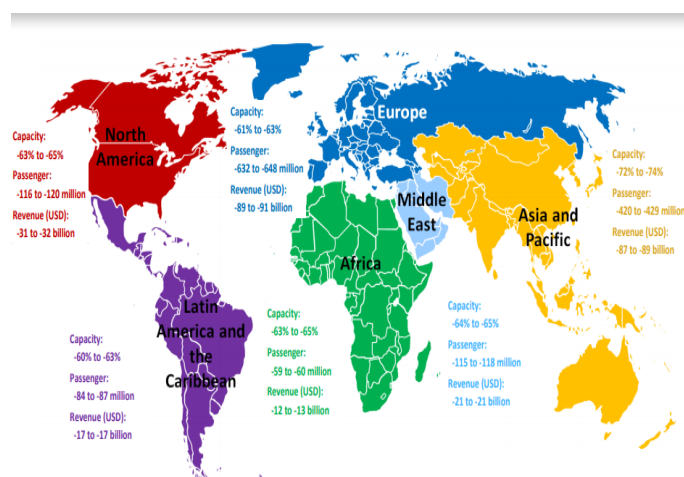 North
America
Capacity:
-63% to -65%
Passenger:
-116 to -120 million
Revenue (USD):
-31 to -32 billion
Europe
Capacity:
-61% to -63%
Passenger:
-632 to -648 million
Revenue (USD):
-89 to -91 billion
Asia and
Pacific
Capacity:
-72% to -74%
Passenger:
-420 to -429 million
Revenue (USD):
-87 to -89 billion
Middle
East
Capacity:
-64% to -65%
Passenger:
-115 to -118 million
Revenue (USD):
-21 to -21 billion
Africa
Capacity:
-63% to -65%
Passenger:
-59 to -60 million
Revenue (USD):
-12 to -13 billion
Latin
America and
the
Caribbean
Capacity:
-60% to -63%
Passenger:
-84 to -87 million
Revenue (USD):
-17 to -17 billion